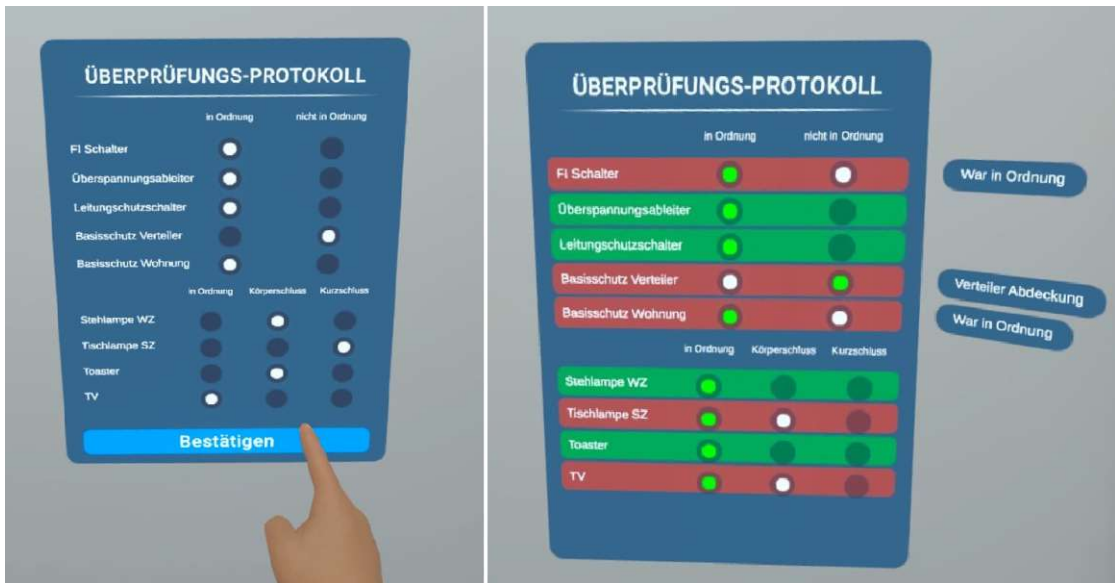 ÜBERPRÜFUNGS-PROTOKOLL
in Ordnung nicht in Ordnung
FI Schalter
Überspannungsableiter
Leitungschutzschalter
Basisschutz Verteiler
Basisschutz Wohnung
in Ordnung Körperschluss Kurzschluss
Stehlampe WZ
Tischlampe SZ
Toaster
TV
Bestätigen
ÜBERPRÜFUNGS-PROTOKOLL
in Ordnung nicht in Ordnung
FI Schalter War in Ordnung
Überspannungsableiter
Leitungschutzschalter
Basisschutz Verteiler Verteiler Abdeckung
Basisschutz Wohnung War in Ordnung
in Ordnung Körperschluss Kurzschluss
Stehlampe WZ
Tischlampe SZ
Toaster
TV